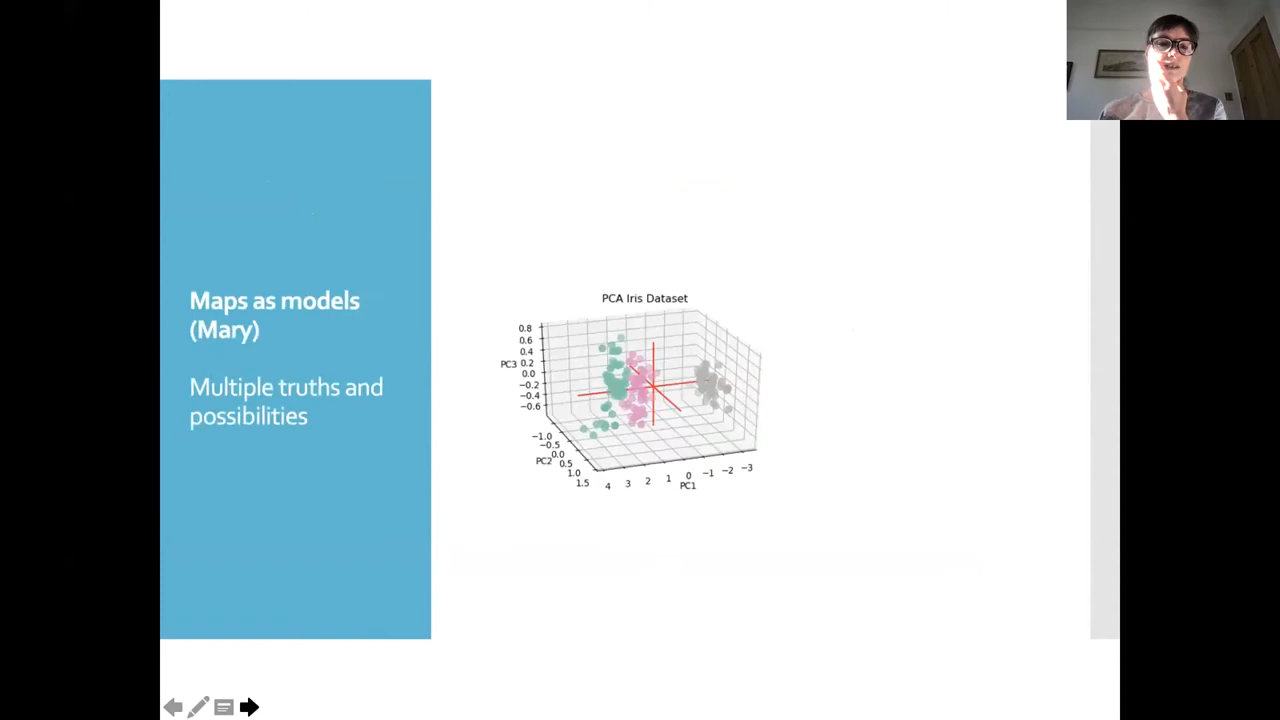 Maps as models
(Mary)
Multiple truths and
possibilities
PCA Iris Dataset
0.8
0.6
0.4
PC3 0.2
0.0
−0.2
−0.4
−0.6
−1.0
−0.5
0.0
PC2 0.5
1.0
1.5
4 3 2 1 0 −1 −2 −3
PC1